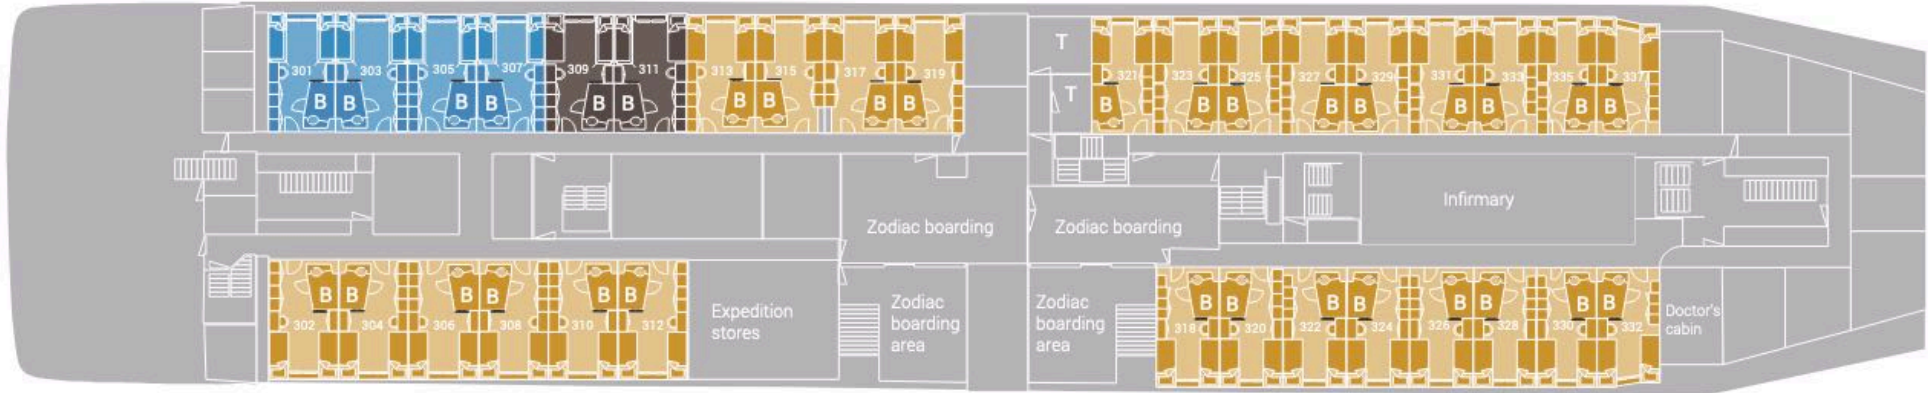 301 303 305 307 309 311 313 315 317 319
B B B B B B B B B B
T
T
321 323 325 327 329 331 333 335 337
B B B B B B B B B
Zodiac boarding
Zodiac boarding
Infirmary
B B B B B B
302 304 306 308 310 312
Expedition
stores
Zodiac
boarding
area
Zodiac
boarding
area
B B B B B B B B
318 320 322 324 326 328 330 332
Doctor's
cabin